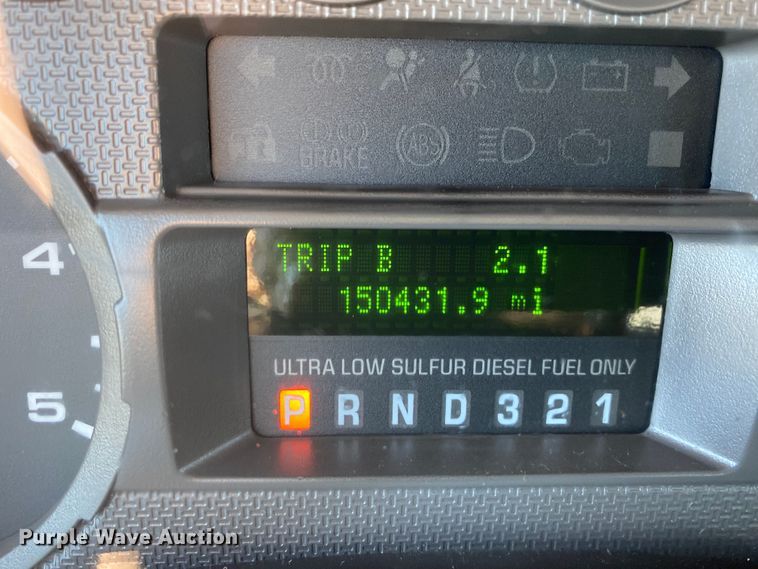 BRAKE
ABS
TRIP B 2.1
150431.9 mi
4
ULTRA LOW SULFUR DIESEL FUEL ONLY
P R N D 3 2 1
5
Purple Wave Auction